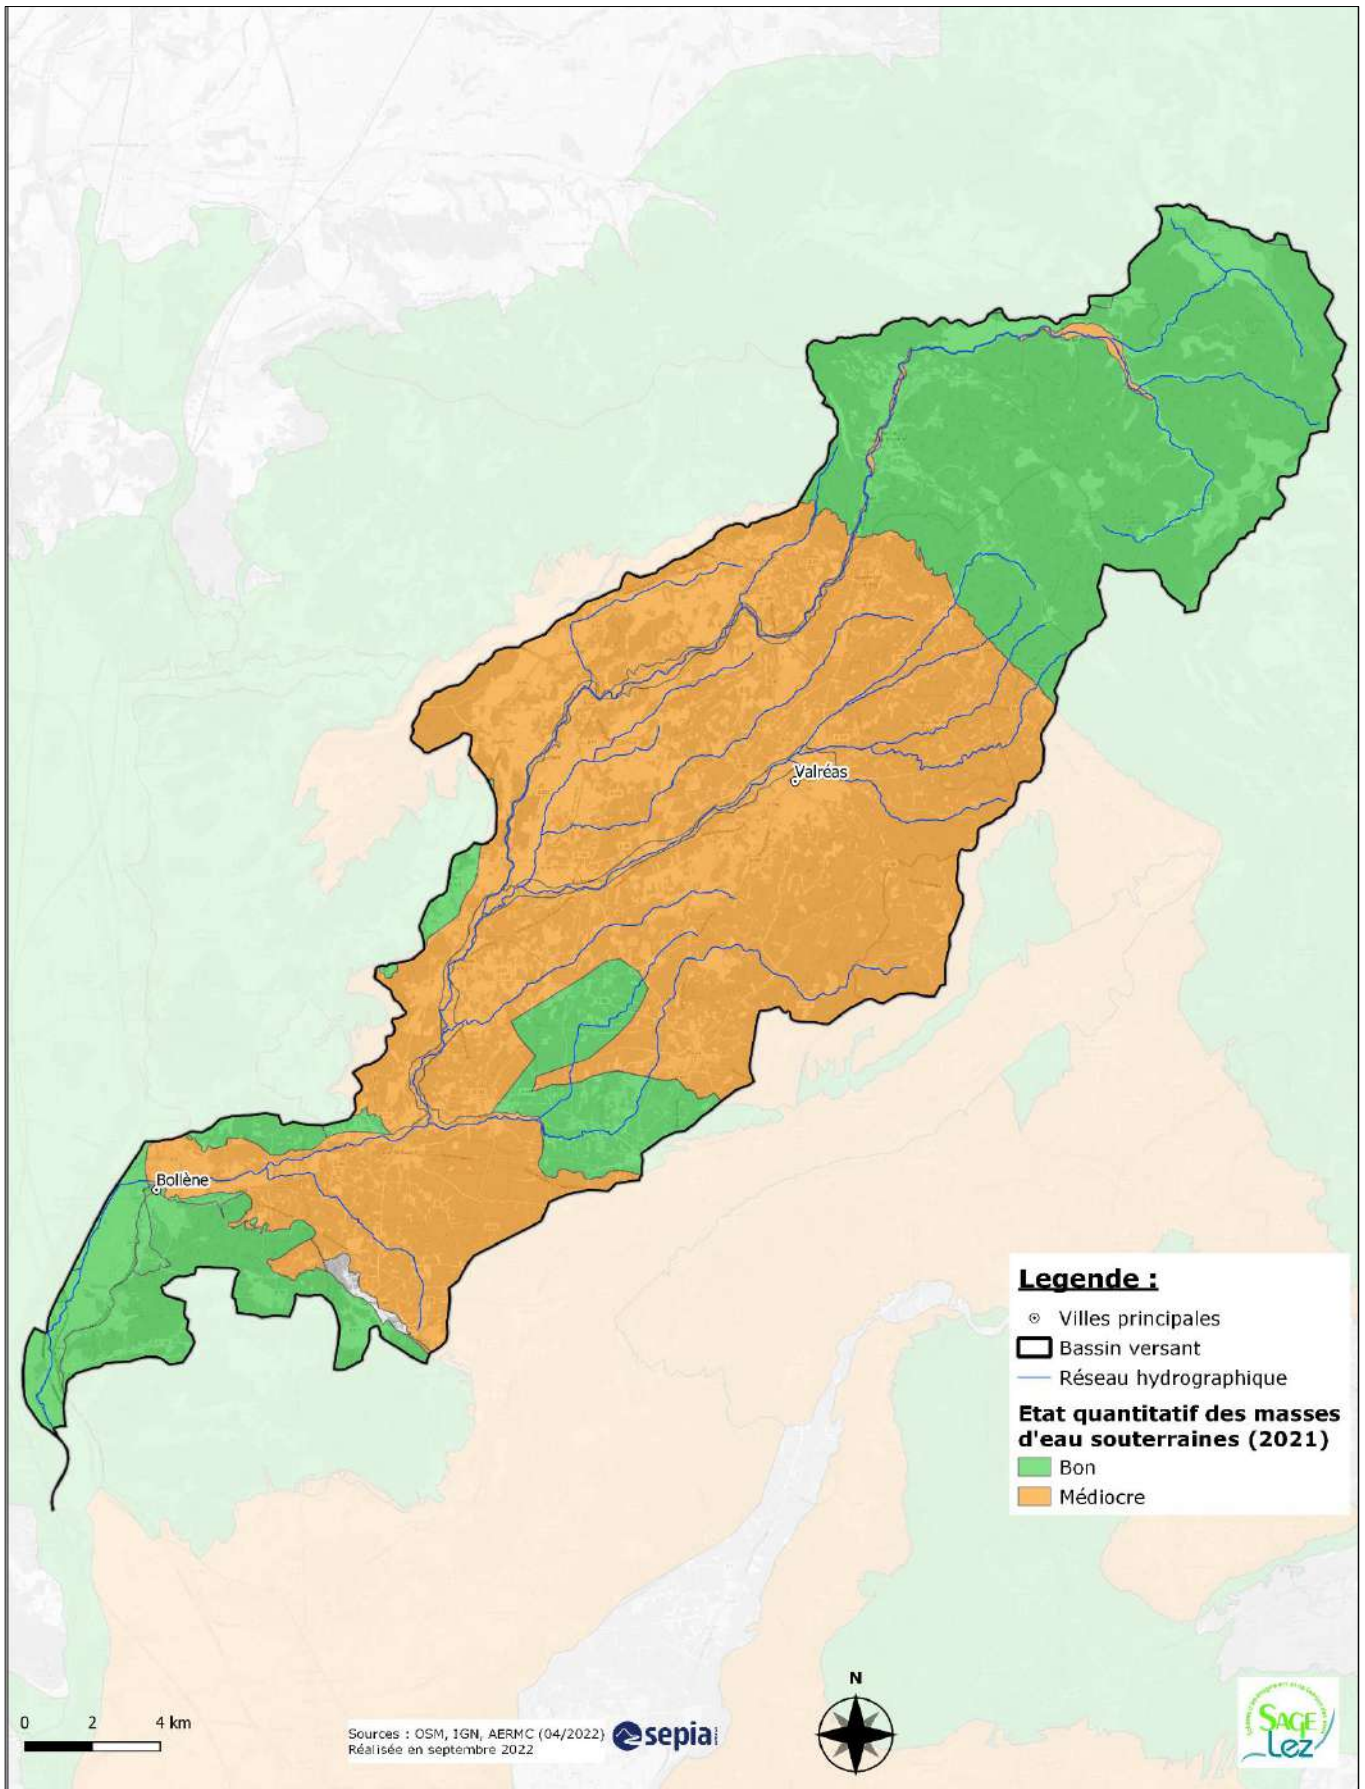 Valréas
Bollène
Legende :
Villes principales
Bassin versant
Réseau hydrographique
Etat quantitatif des masses
d'eau souterraines (2021)
Bon
Médiocre
N
0 2 4 km
Sources : OSM, IGN, AERMC (04/2022)
Réalisée en septembre 2022
sepia
SAGE
Lez